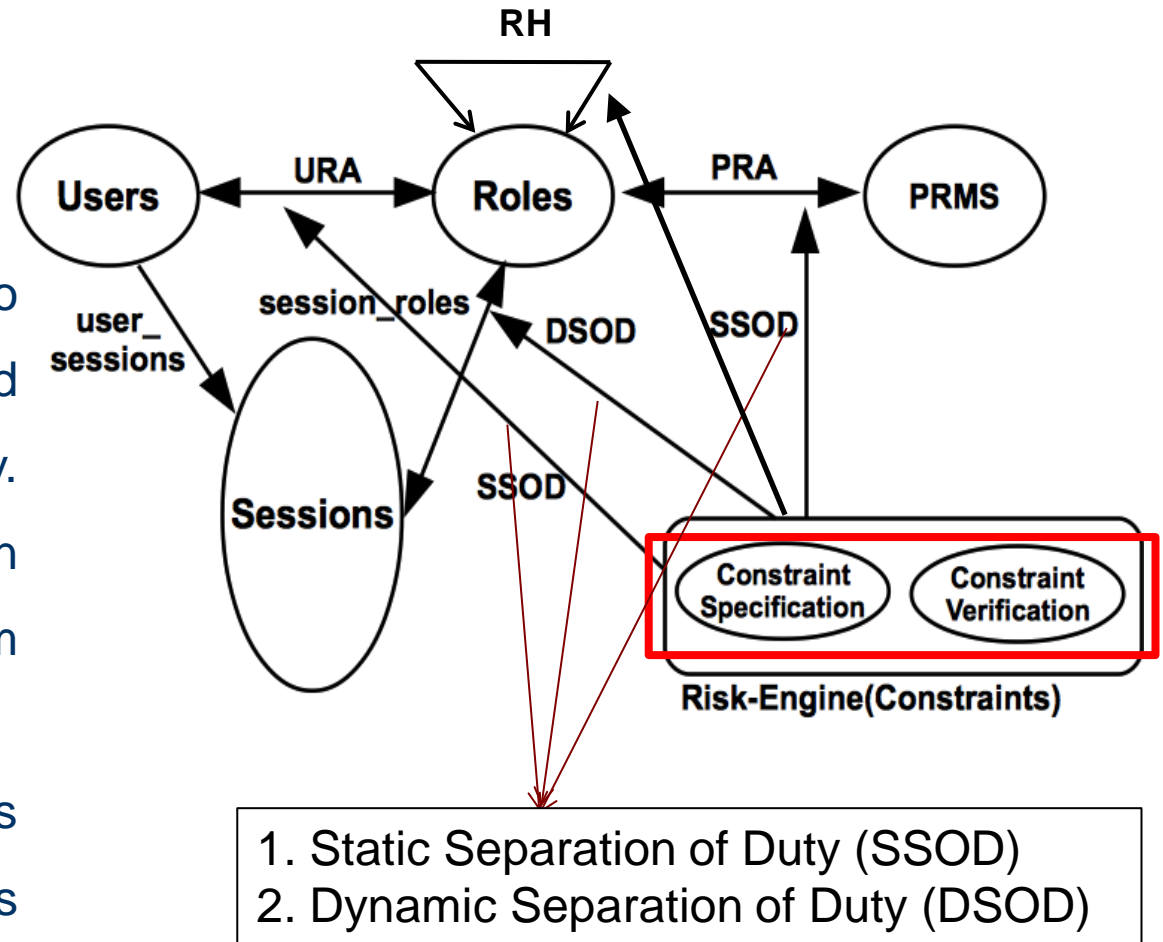 RH
URA
PRA
Users
Roles
PRMS
user_
sessions
session_roles
DSOD
SSOD
SSOD
Sessions
Constraint
Specification
Constraint
Verification
Risk-Engine(Constraints)
1. Static Separation of Duty (SSOD)
2. Dynamic Separation of Duty (DSOD)